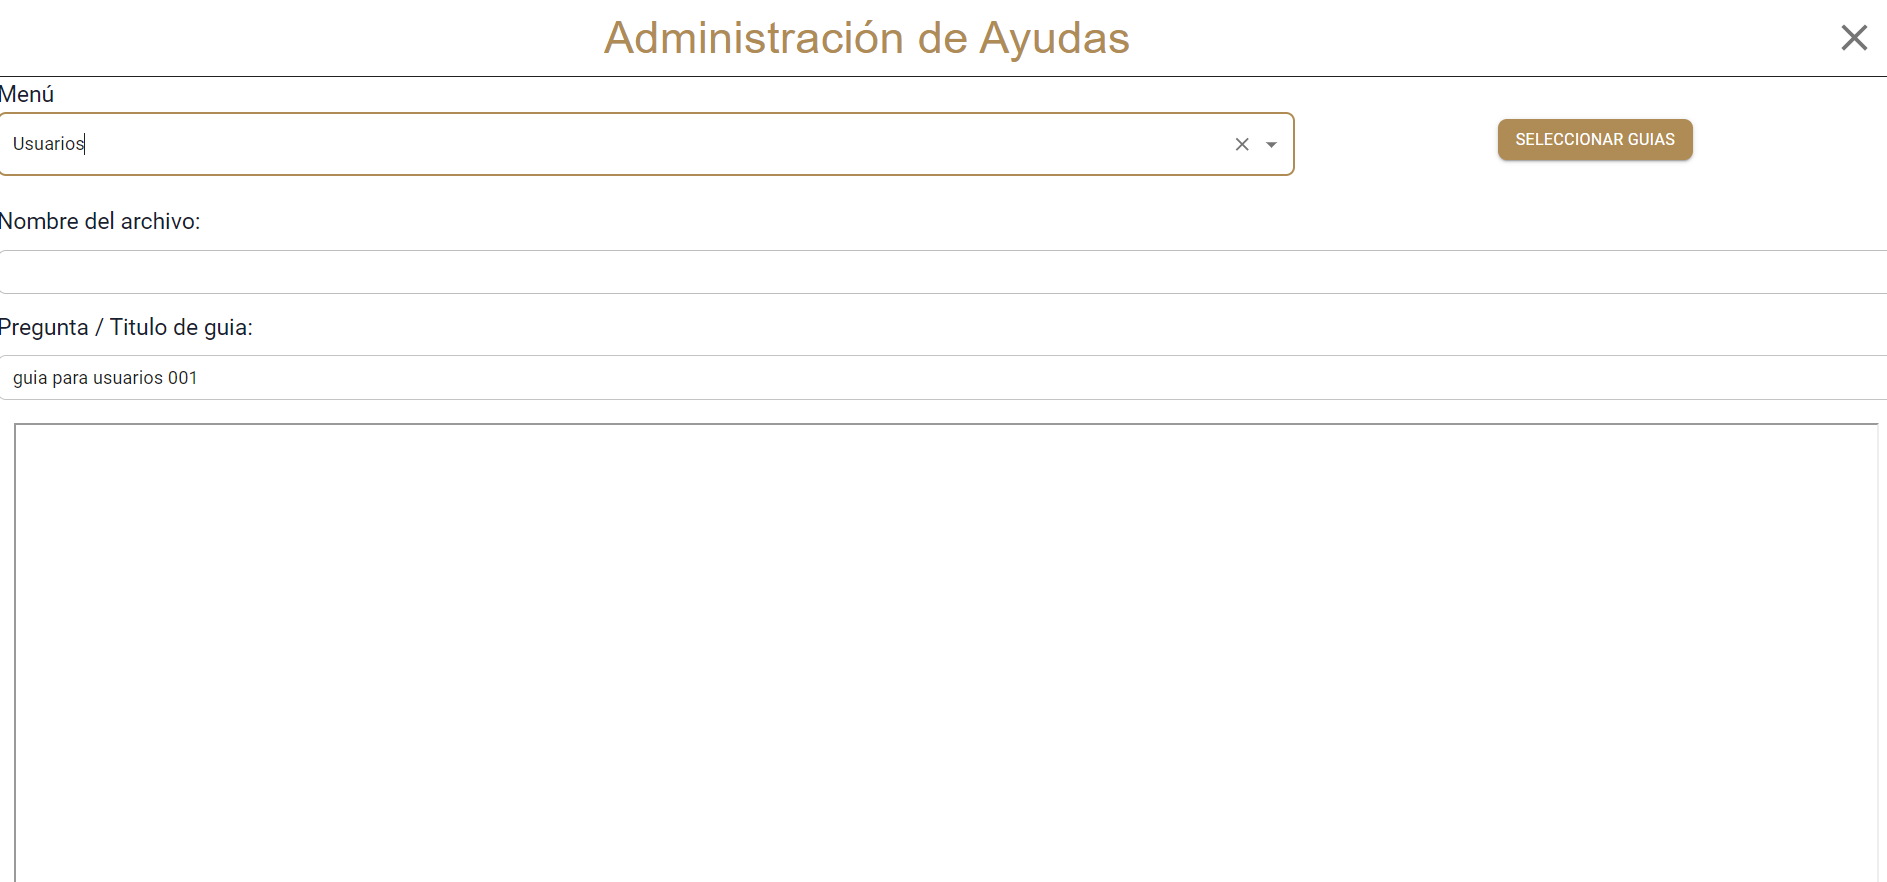 Administración de Ayudas
Menú
Usuarios
SELECCIONAR GUIAS
Nombre del archivo:
Pregunta / Titulo de guia:
guia para usuarios 001